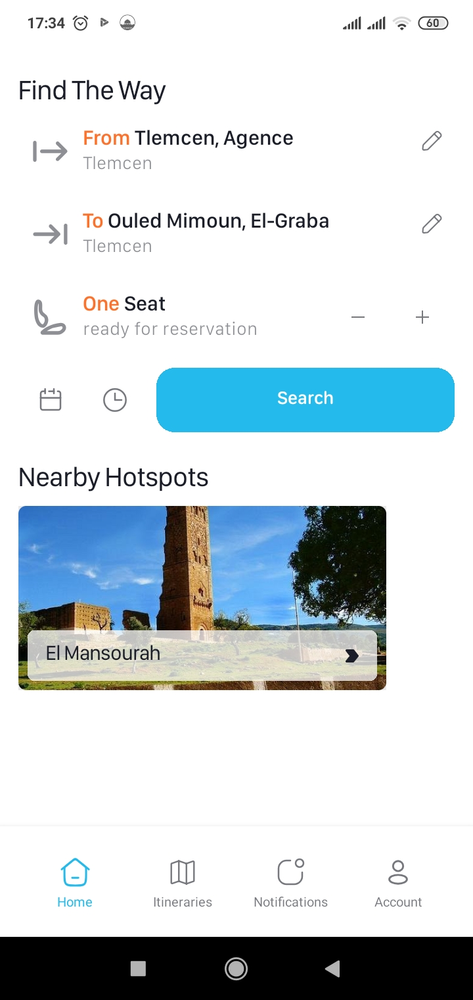 17:34
60
Find The Way
From Tlemcen, Agence
Tlemcen
To Ouled Mimoun, El-Graba
Tlemcen
One Seat
ready for reservation
Search
Nearby Hotspots
El Mansourah
Home
Itineraries
Notifications
Account